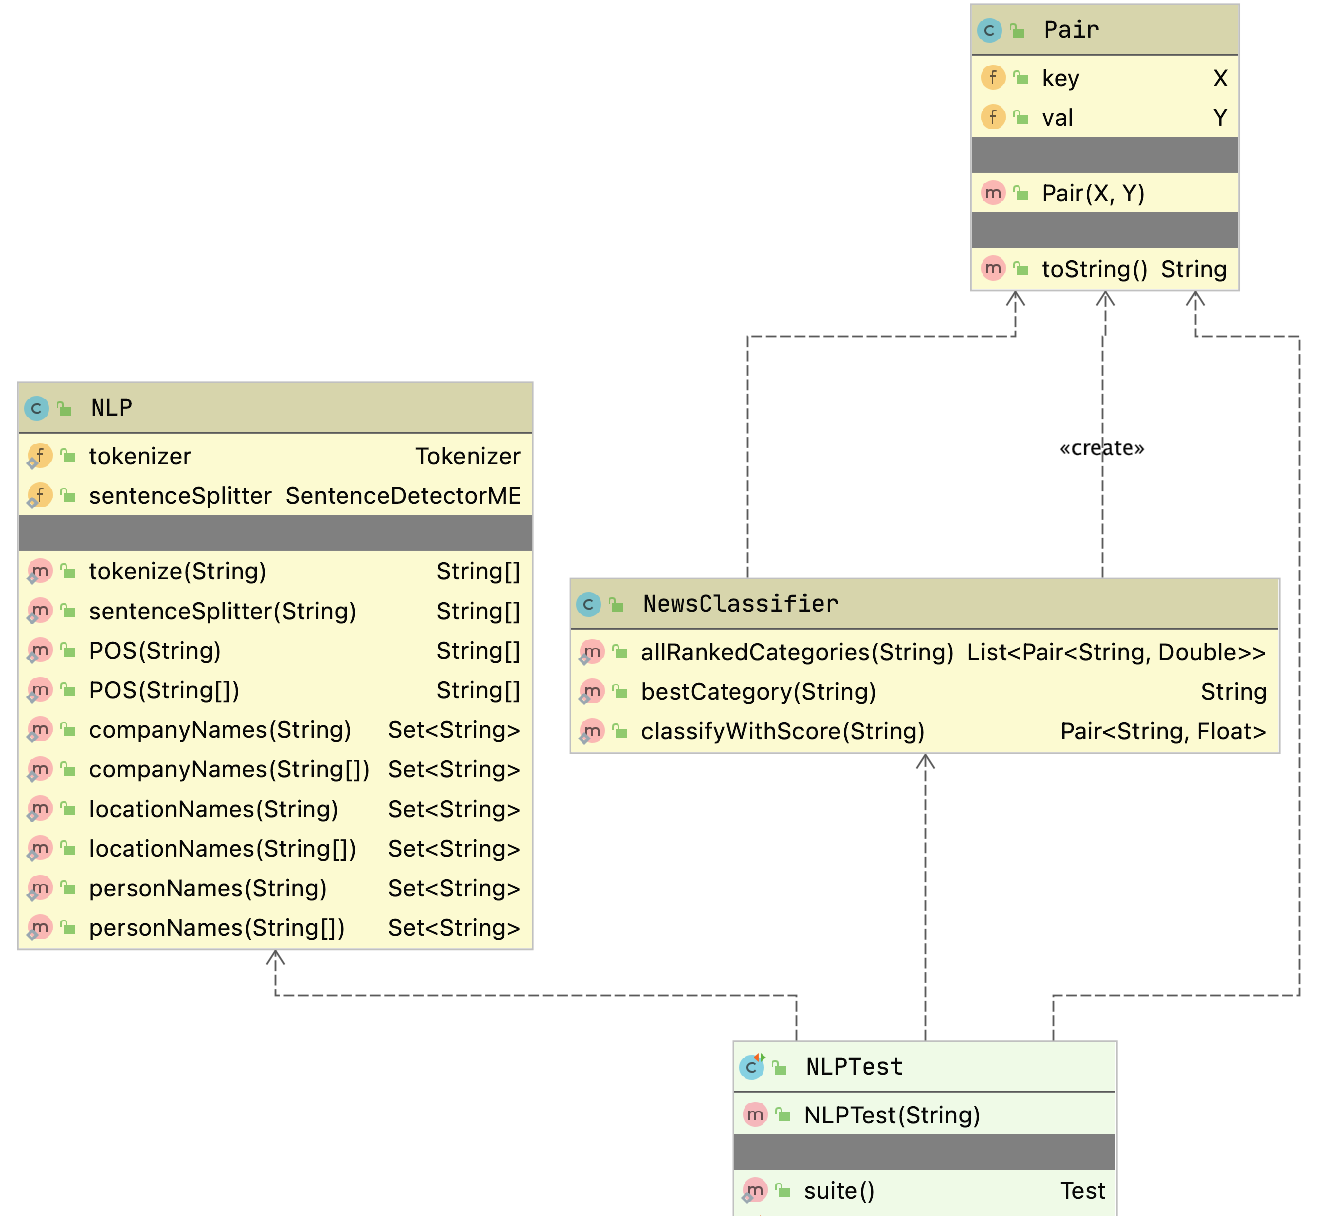 Pair
key X
val Y
Pair(X, Y)
toString() String
NLP
tokenizer Tokenizer
sentenceSplitter SentenceDetectorME
tokenize(String) String[]
sentenceSplitter(String) String[]
POS(String) String[]
POS(String[]) String[]
companyNames(String) Set<String>
companyNames(String[]) Set<String>
locationNames(String) Set<String>
locationNames(String[]) Set<String>
personNames(String) Set<String>
personNames(String[]) Set<String>
«create»
NewsClassifier
allRankedCategories(String) List<Pair<String, Double>>
bestCategory(String) String
classifyWithScore(String) Pair<String, Float>
NLPTest
NLPTest(String)
suite() Test